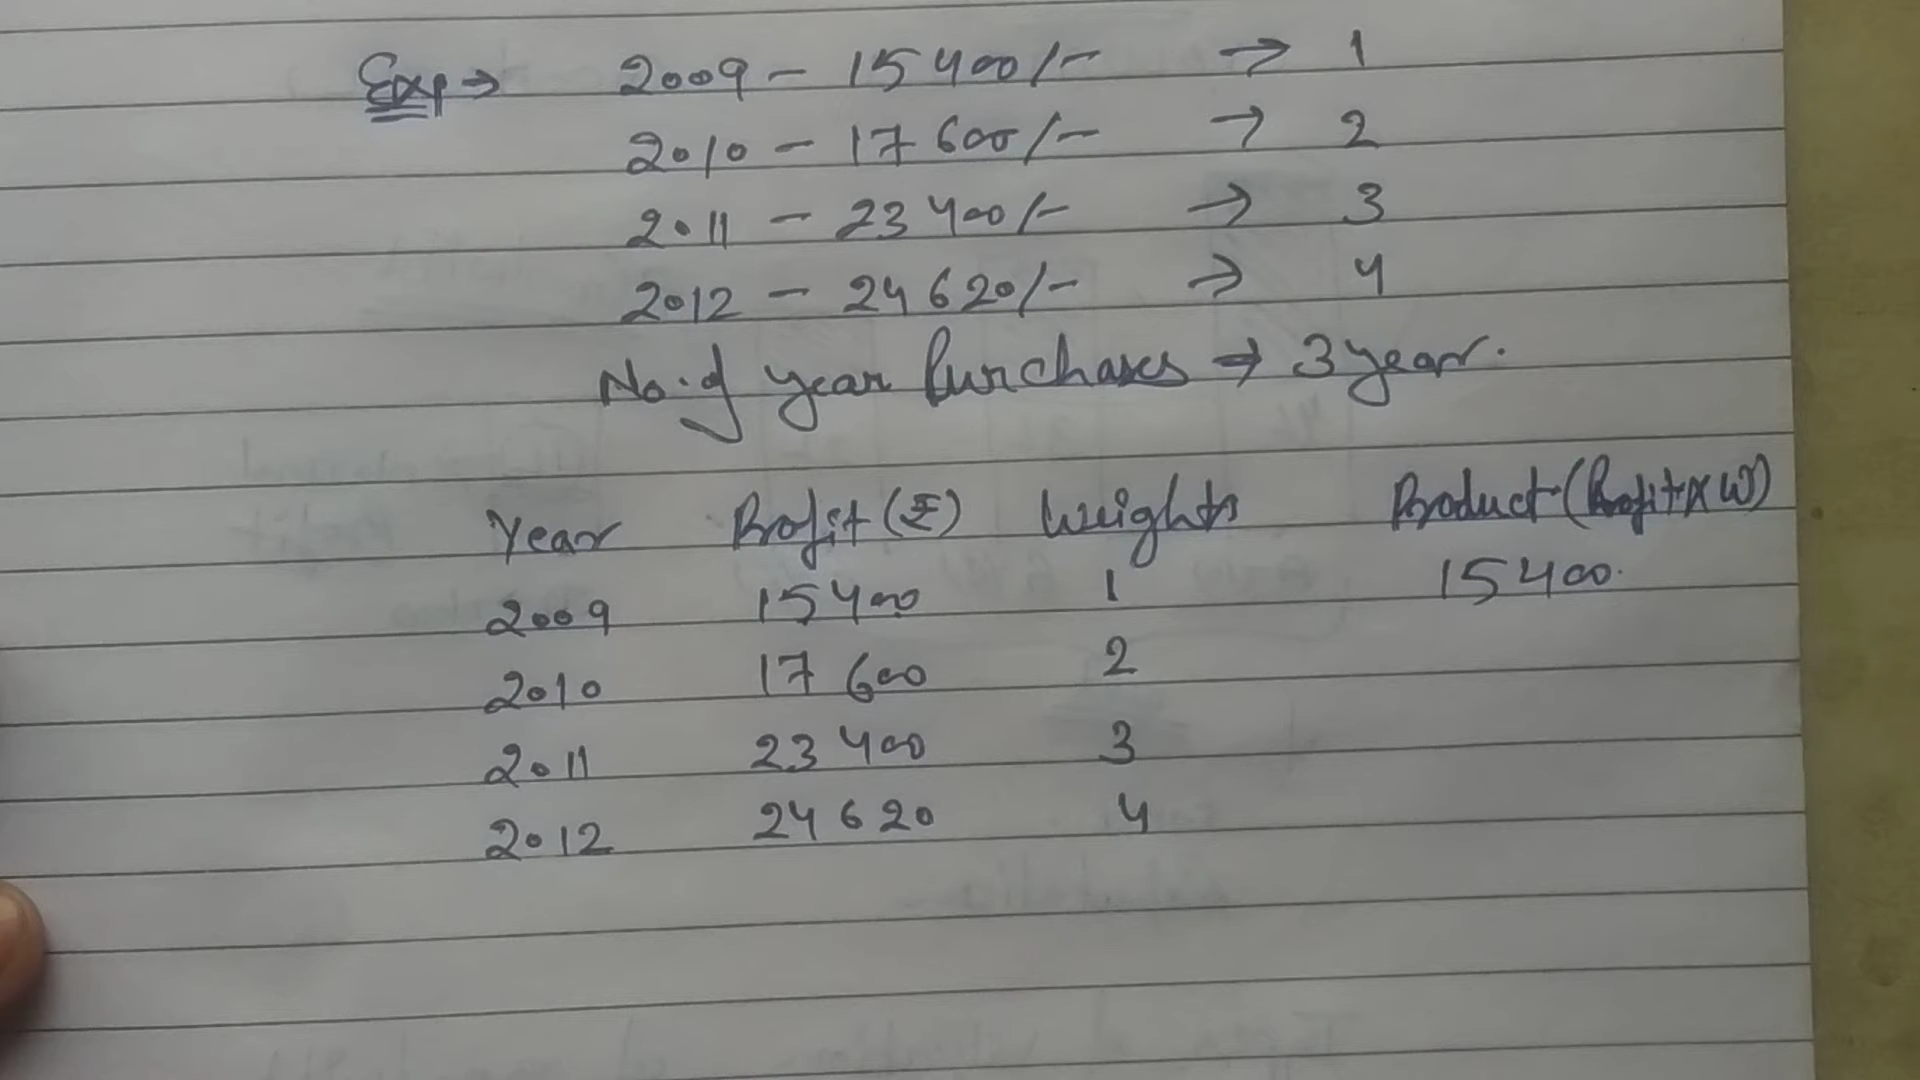 Exp → 2009 - 15400/- → 1
2010 - 17600/- → 2
2011 - 23400/- → 3
2012 - 24620/- → 4
No. of year Purchases → 3 year.
Year Profit (₹) Weights Product (Profit x W)
2009 15400 1 15400.
2010 17600 2
2011 23400 3
2012 24620 4